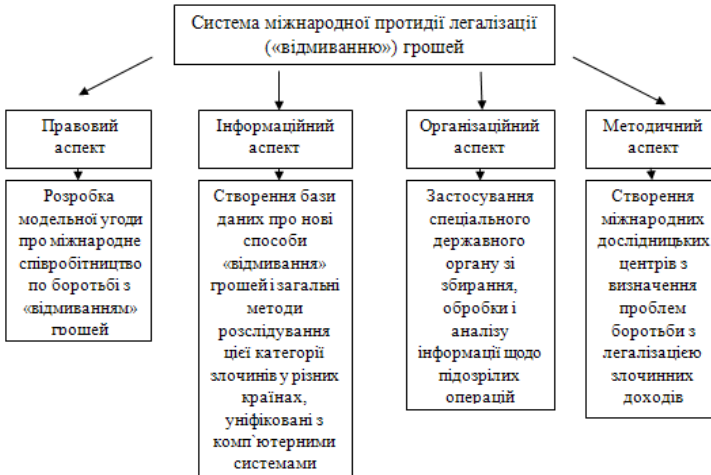 Система міжнародної протидії легалізації
(«відмиванню») грошей
Правовий
аспект
Інформаційний
аспект
Організаційний
аспект
Методичний
аспект
Розробка
модельної угоди
про міжнародне
співробітництво
по боротьбі з
«відмиванням»
грошей
Створення бази
даних про нові
способи
«відмивання»
грошей і загальні
методи
розслідування
цієї категорії
злочинів у різних
країнах,
уніфіковані з
комп`ютерними
системами
Застосування
спеціального
державного
органу зі
збирання,
обробки і
аналізу
інформації щодо
підозрілих
операцій
Створення
міжнародних
дослідницьких
центрів з
визначення
проблем
боротьби з
легалізацією
злочинних
доходів